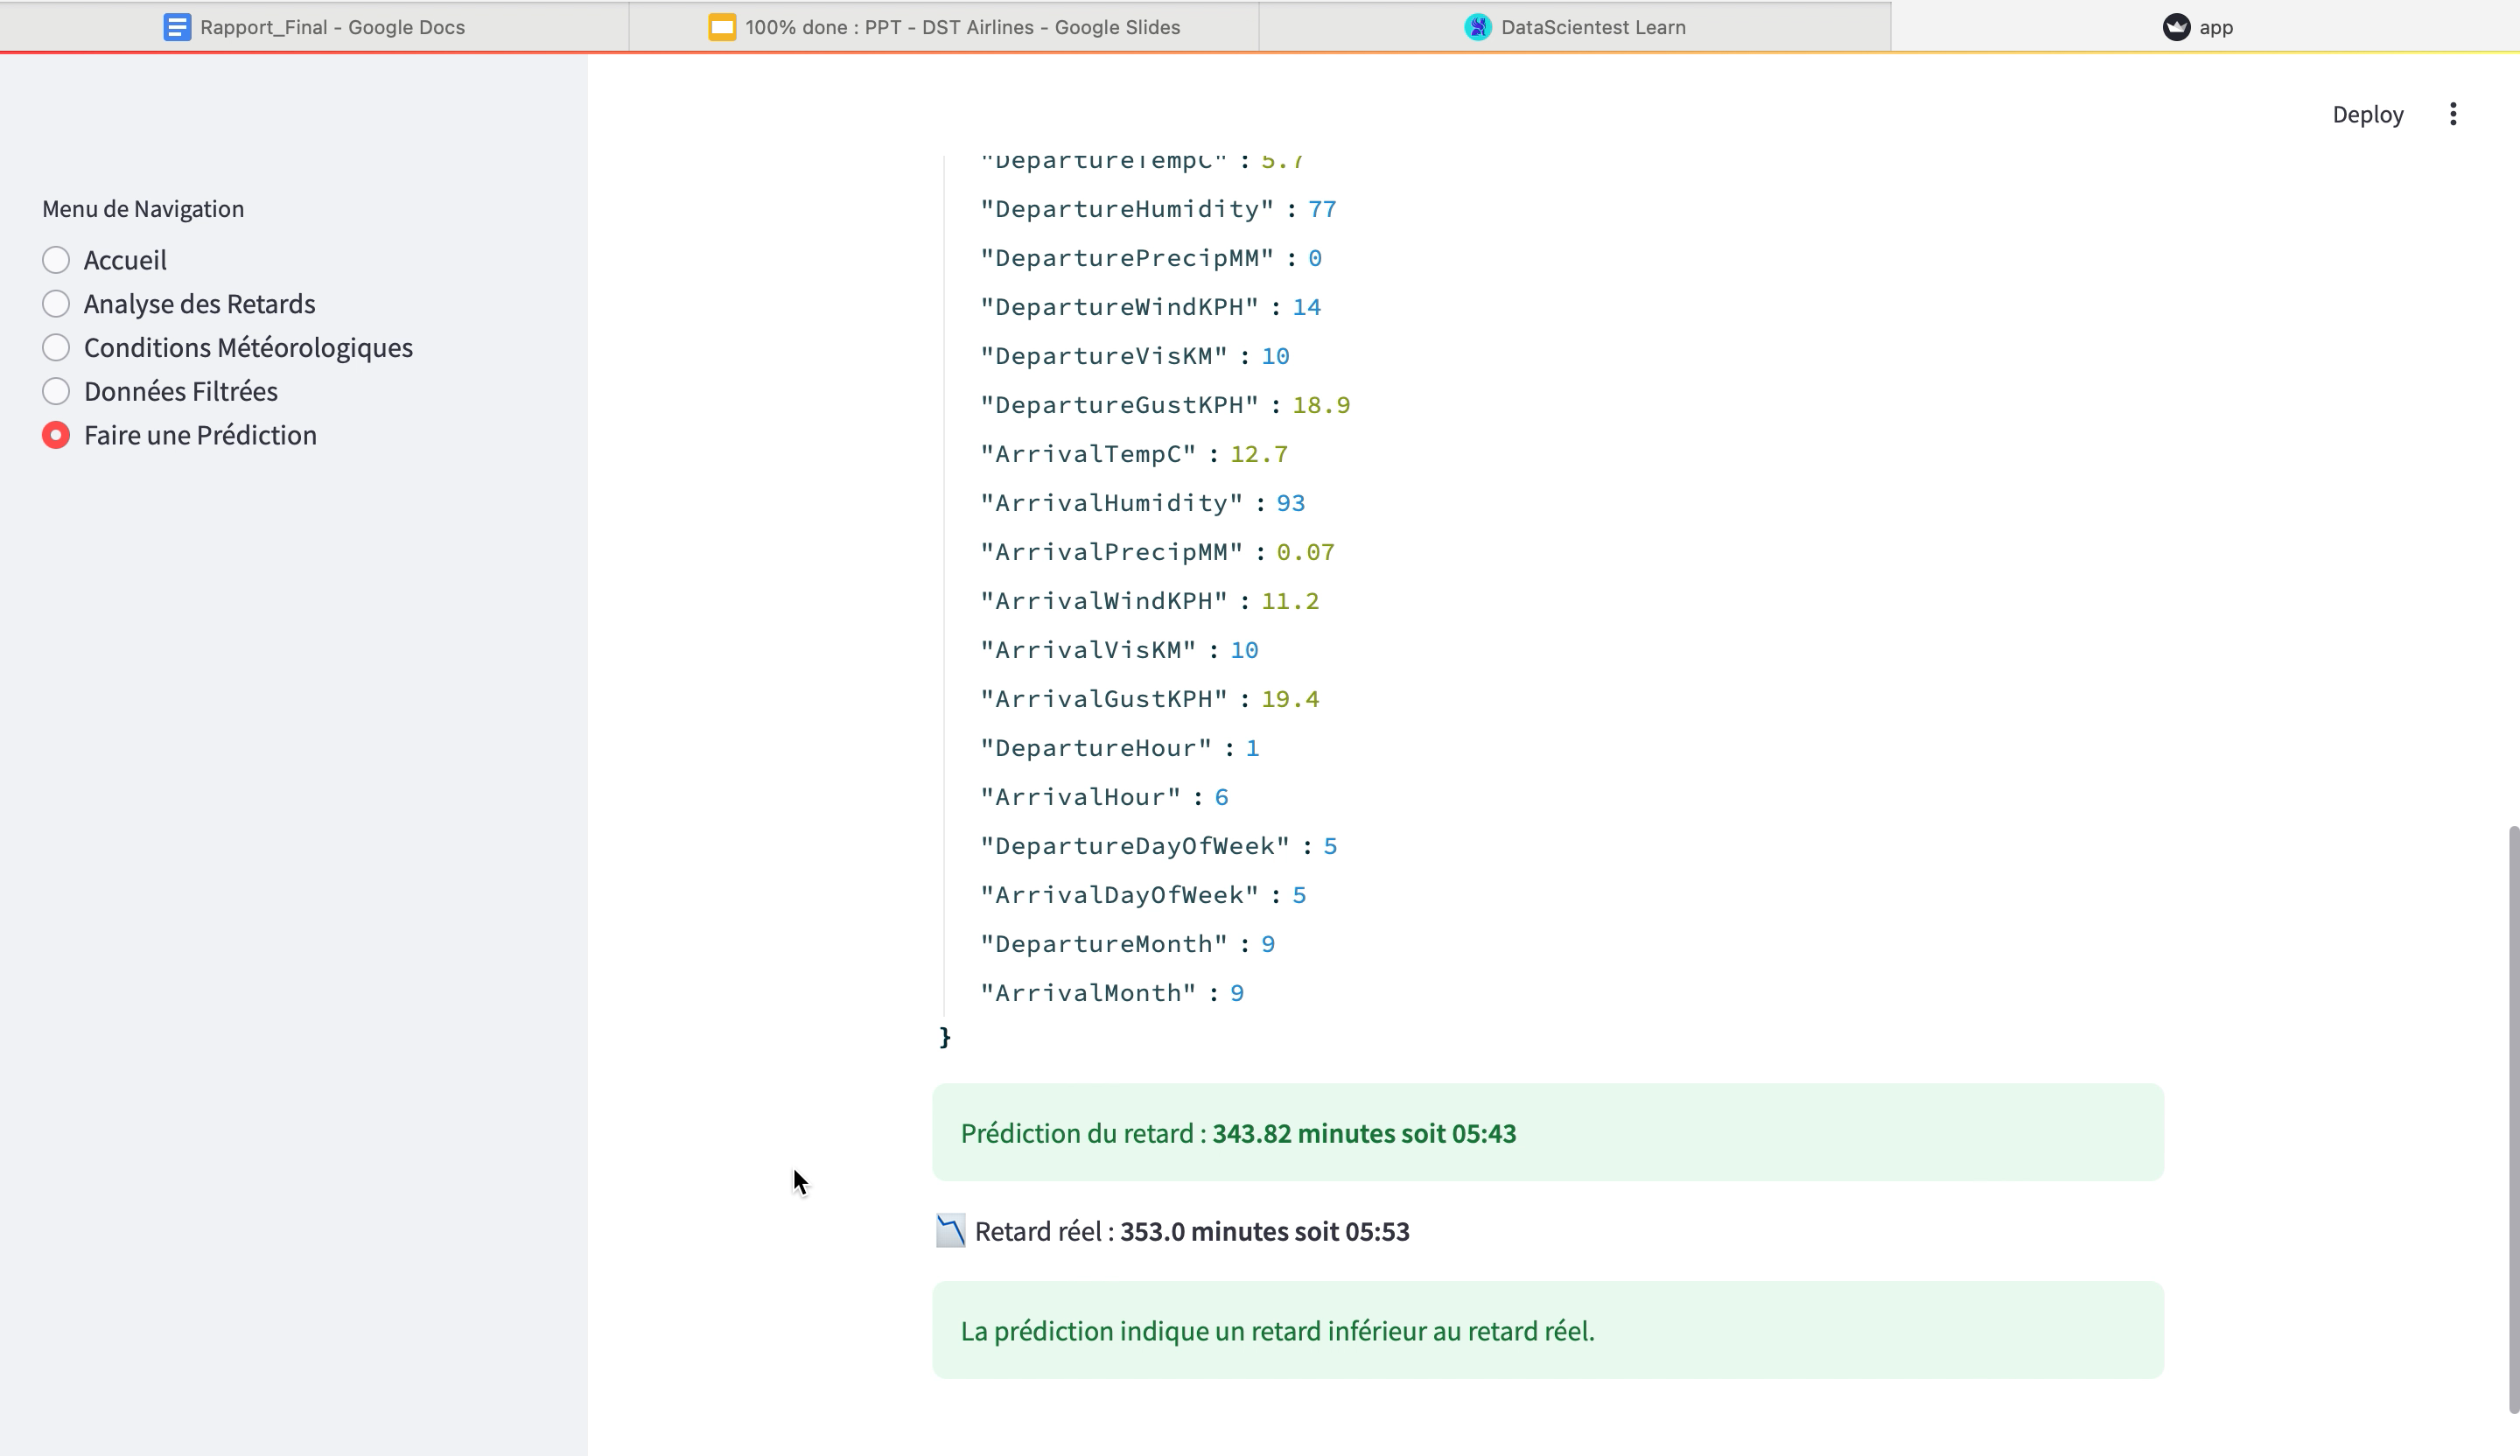 Rapport_Final - Google Docs
100% done : PPT - DST Airlines - Google Slides
DataScientest Learn
app
Deploy
Menu de Navigation
Accueil
Analyse des Retards
Conditions Météorologiques
Données Filtrées
Faire une Prédiction
"DepartureTempC" : 5.7
"DepartureHumidity" : 77
"DeparturePrecipMM" : 0
"DepartureWindKPH" : 14
"DepartureVisKM" : 10
"DepartureGustKPH" : 18.9
"ArrivalTempC" : 12.7
"ArrivalHumidity" : 93
"ArrivalPrecipMM" : 0.07
"ArrivalWindKPH" : 11.2
"ArrivalVisKM" : 10
"ArrivalGustKPH" : 19.4
"DepartureHour" : 1
"ArrivalHour" : 6
"DepartureDayOfWeek" : 5
"ArrivalDayOfWeek" : 5
"DepartureMonth" : 9
"ArrivalMonth" : 9
}
Prédiction du retard : 343.82 minutes soit 05:43
Retard réel : 353.0 minutes soit 05:53
La prédiction indique un retard inférieur au retard réel.